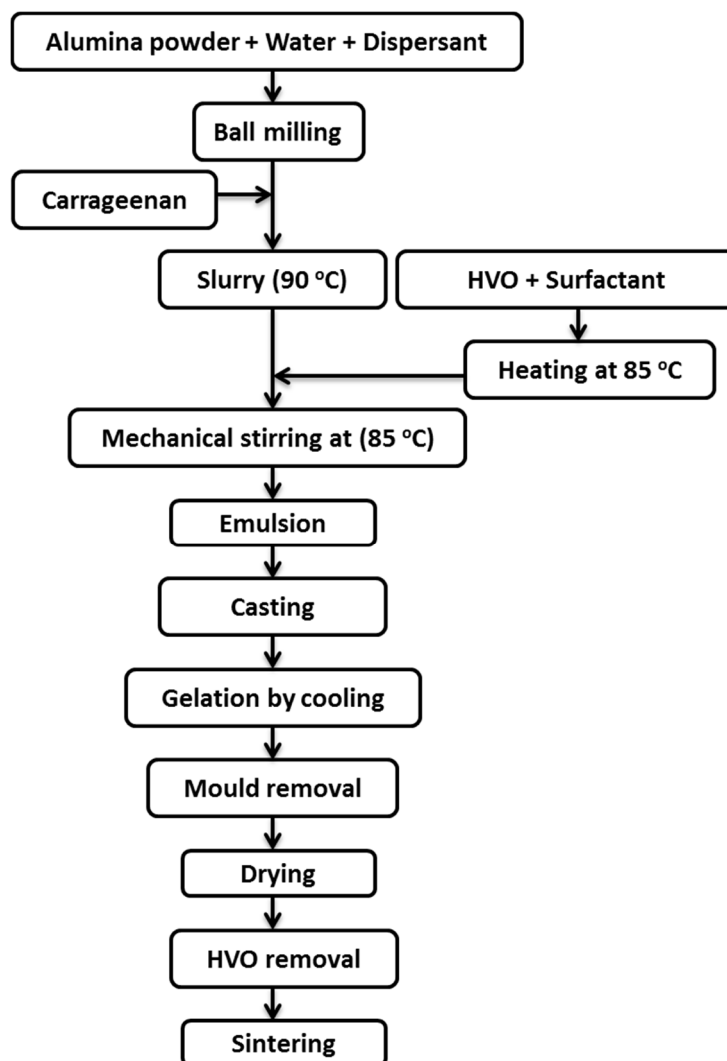 Alumina powder + Water + Dispersant
Ball milling
Carrageenan
Slurry (90 °C)
HVO + Surfactant
Heating at 85 °C
Mechanical stirring at (85 °C)
Emulsion
Casting
Gelation by cooling
Mould removal
Drying
HVO removal
Sintering